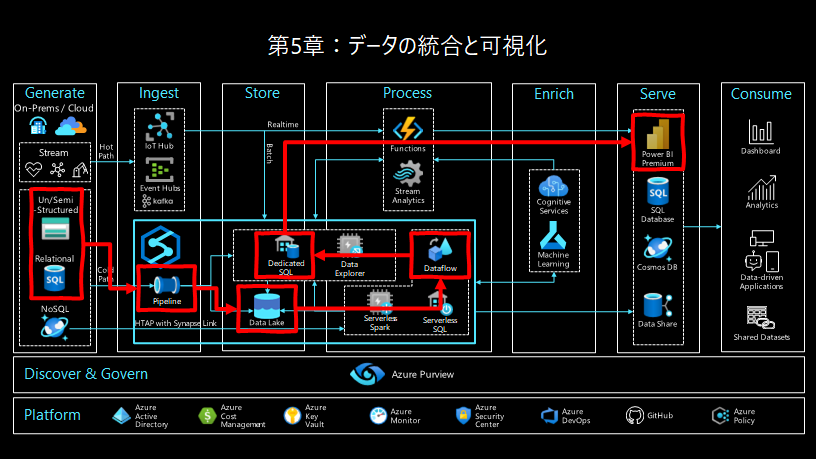 第5章：データの統合と可視化
Generate
Ingest
Store
Process
Enrich
Serve
Consume
On-Prems / Cloud
Stream
Hot
Path
Un/Semi
-Structured
Relational
SQL
Cold
Path
NoSQL
IoT Hub
Event Hubs
kafka
Pipeline
HTAP with Synapse Link
Realtime
Batch
Dedicated
SQL
Data Lake
Functions
Stream
Analytics
Data
Explorer
Dataflow
Serverless
Spark
Serverless
SQL
Cognitive
Services
Machine
Learning
Power BI
Premium
SQL
SQL
Database
Cosmos DB
Data Share
Dashboard
Analytics
Data-driven
Applications
Shared Datasets
Discover & Govern
Azure Purview
Platform
Azure
Active
Directory
Azure
Cost
Management
Azure
Key
Vault
Azure
Monitor
Azure
Security
Center
Azure
DevOps
GitHub
Azure
Policy